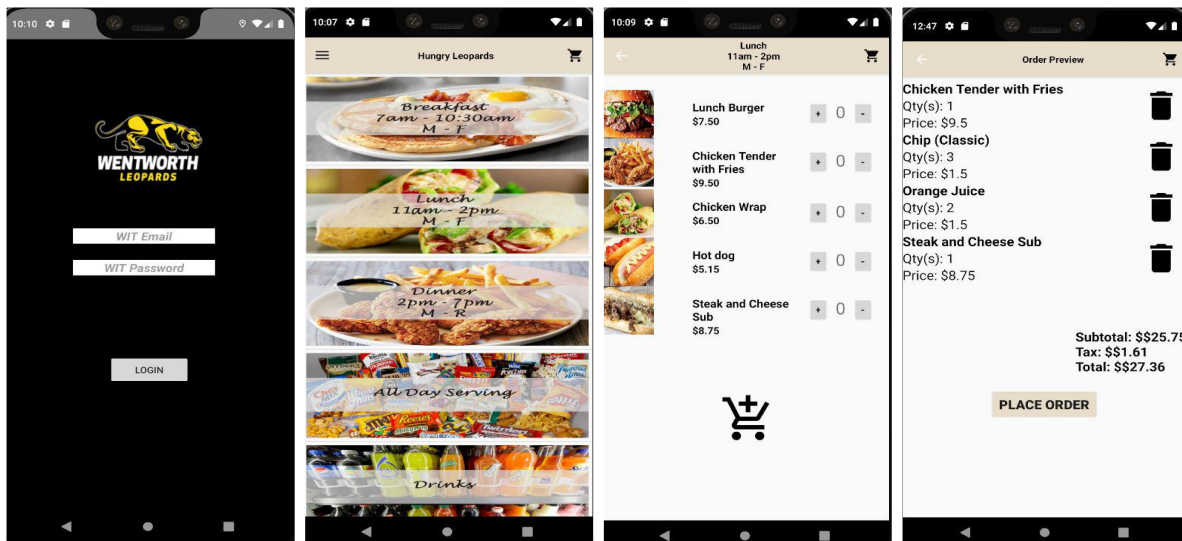 10:10
WENTWORTH
LEOPARDS
WIT Email
WIT Password
LOGIN
10:07
Hungry Leopards
Breakfast
7am - 10:30am
M - F
Lunch
11am - 2pm
M - F
Dinner
2pm - 7pm
M - R
All Day Serving
Reese's
Twizzlers
Drinks
10:09
Lunch
11am - 2pm
M - F
Lunch Burger
$7.50
+ 0 -
Chicken Tender
with Fries
$9.50
+ 0 -
Chicken Wrap
$6.50
+ 0 -
Hot dog
$5.15
+ 0 -
Steak and Cheese
Sub
$8.75
+ 0 -
12:47
Order Preview
Chicken Tender with Fries
Qty(s): 1
Price: $9.5
Chip (Classic)
Qty(s): 3
Price: $1.5
Orange Juice
Qty(s): 2
Price: $1.5
Steak and Cheese Sub
Qty(s): 1
Price: $8.75
Subtotal: $$25.75
Tax: $$1.61
Total: $$27.36
PLACE ORDER